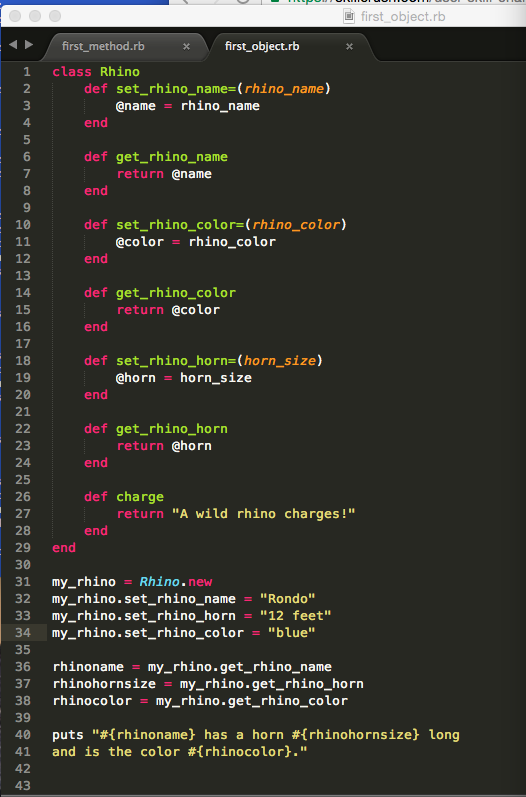 first_object.rb
first_method.rb × first_object.rb ×
1 class Rhino
2     def set_rhino_name=(rhino_name)
3         @name = rhino_name
4     end
5
6     def get_rhino_name
7         return @name
8     end
9
10     def set_rhino_color=(rhino_color)
11         @color = rhino_color
12     end
13
14     def get_rhino_color
15         return @color
16     end
17
18     def set_rhino_horn=(horn_size)
19         @horn = horn_size
20     end
21
22     def get_rhino_horn
23         return @horn
24     end
25
26     def charge
27         return "A wild rhino charges!"
28     end
29 end
30
31 my_rhino = Rhino.new
32 my_rhino.set_rhino_name = "Rondo"
33 my_rhino.set_rhino_horn = "12 feet"
34 my_rhino.set_rhino_color = "blue"
35
36 rhinoname = my_rhino.get_rhino_name
37 rhinohornsize = my_rhino.get_rhino_horn
38 rhinocolor = my_rhino.get_rhino_color
39
40 puts "#{rhinoname} has a horn #{rhinohornsize} long
41 and is the color #{rhinocolor}."
42
43